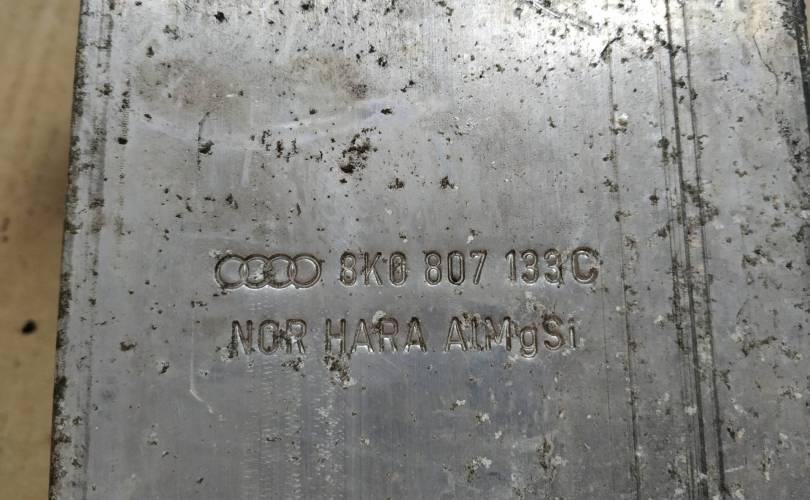 8K0 807 133 C
NOR HARA AlMgSi